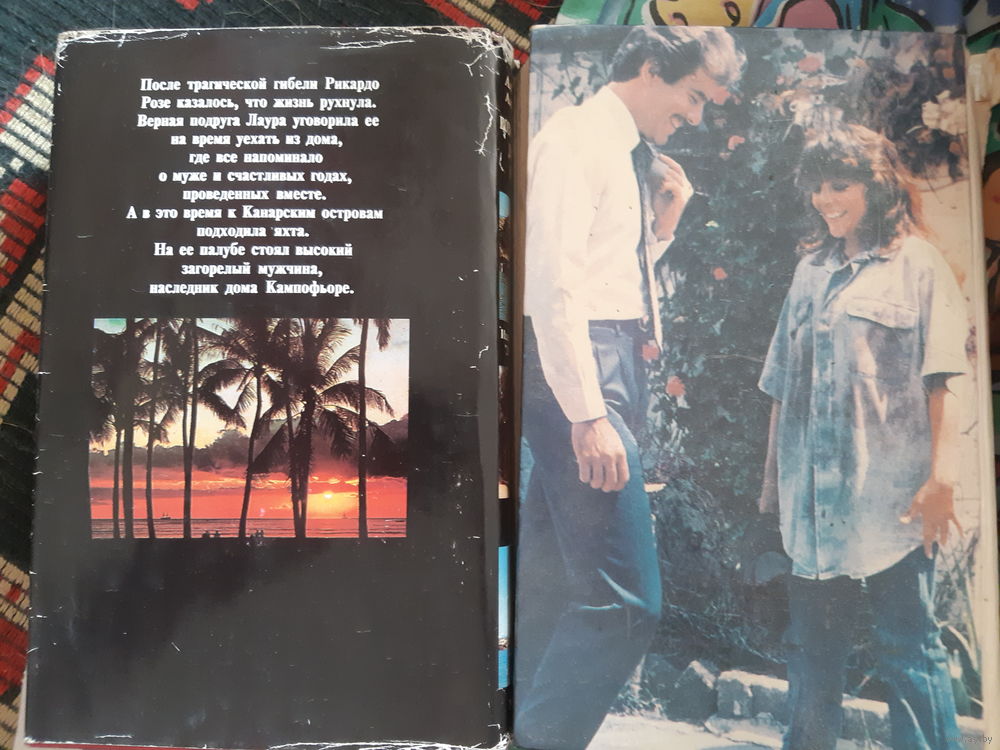 После трагической гибели Рикардо
Розе казалось, что жизнь рухнула.
Верная подруга Лаура уговорила ее
на время уехать из дома,
где все напоминало
о муже и счастливых годах,
проведенных вместе.
А в это время к Канарским островам
подходила яхта.
На ее палубе стоял высокий
загорелый мужчина,
наследник дома Кампофьоре.